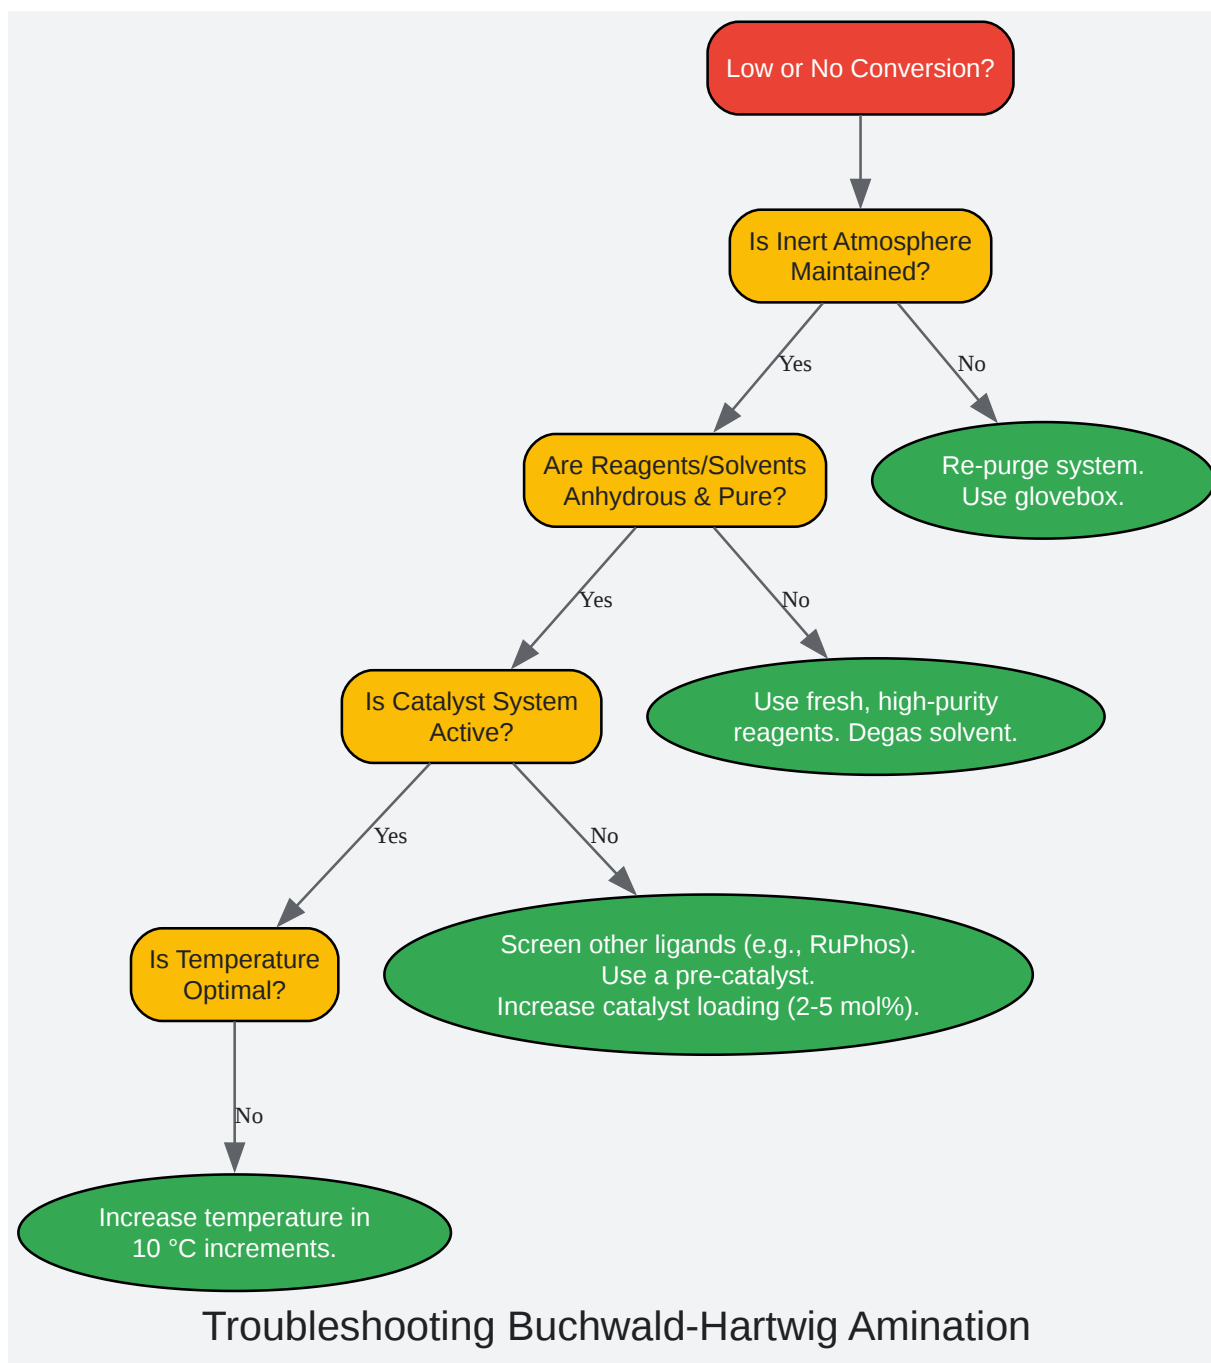 Low or No Conversion?
Is Inert Atmosphere
Maintained?
Yes
No
Are Reagents/Solvents
Anhydrous & Pure?
Re-purge system.
Use glovebox.
Yes
No
Is Catalyst System
Active?
Use fresh, high-purity
reagents. Degas solvent.
Yes
No
Is Temperature
Optimal?
Screen other ligands (e.g., RuPhos).
Use a pre-catalyst.
Increase catalyst loading (2-5 mol%).
No
Increase temperature in
10 °C increments.
Troubleshooting Buchwald-Hartwig Amination